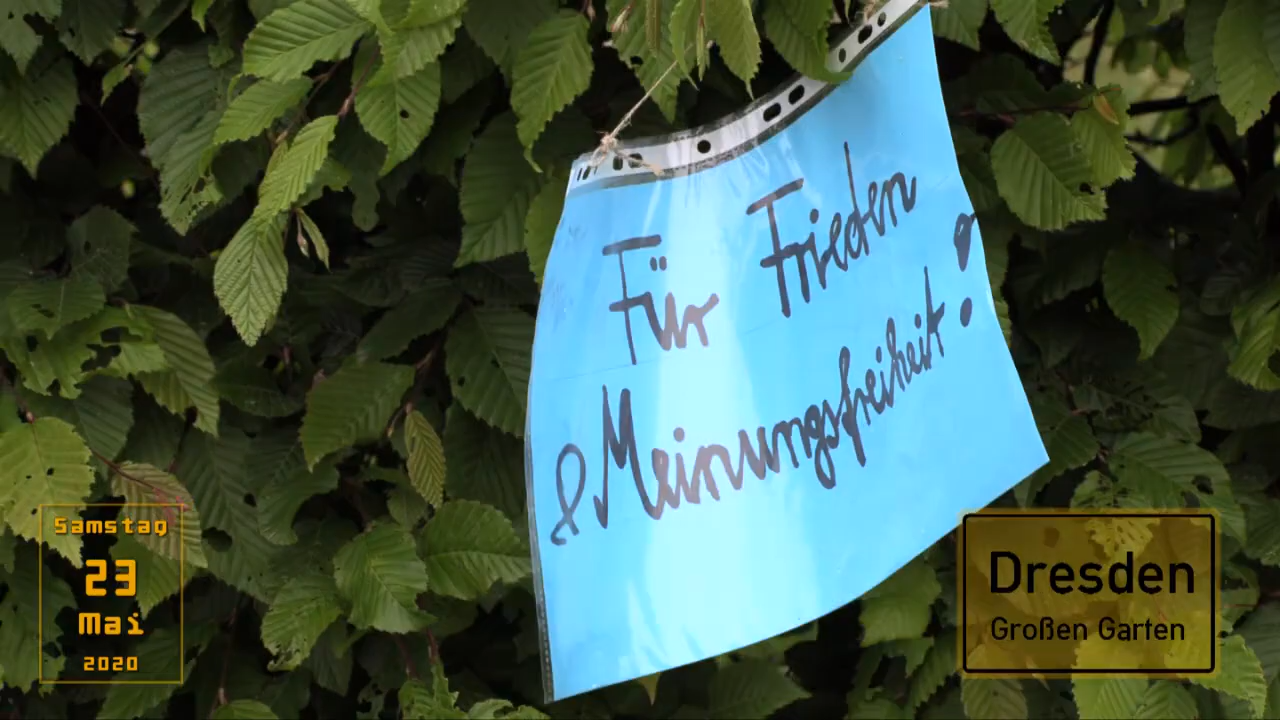 Für Frieden
& Meinungsfreiheit!
Samstag
23
Mai
2020
Dresden
Großen Garten